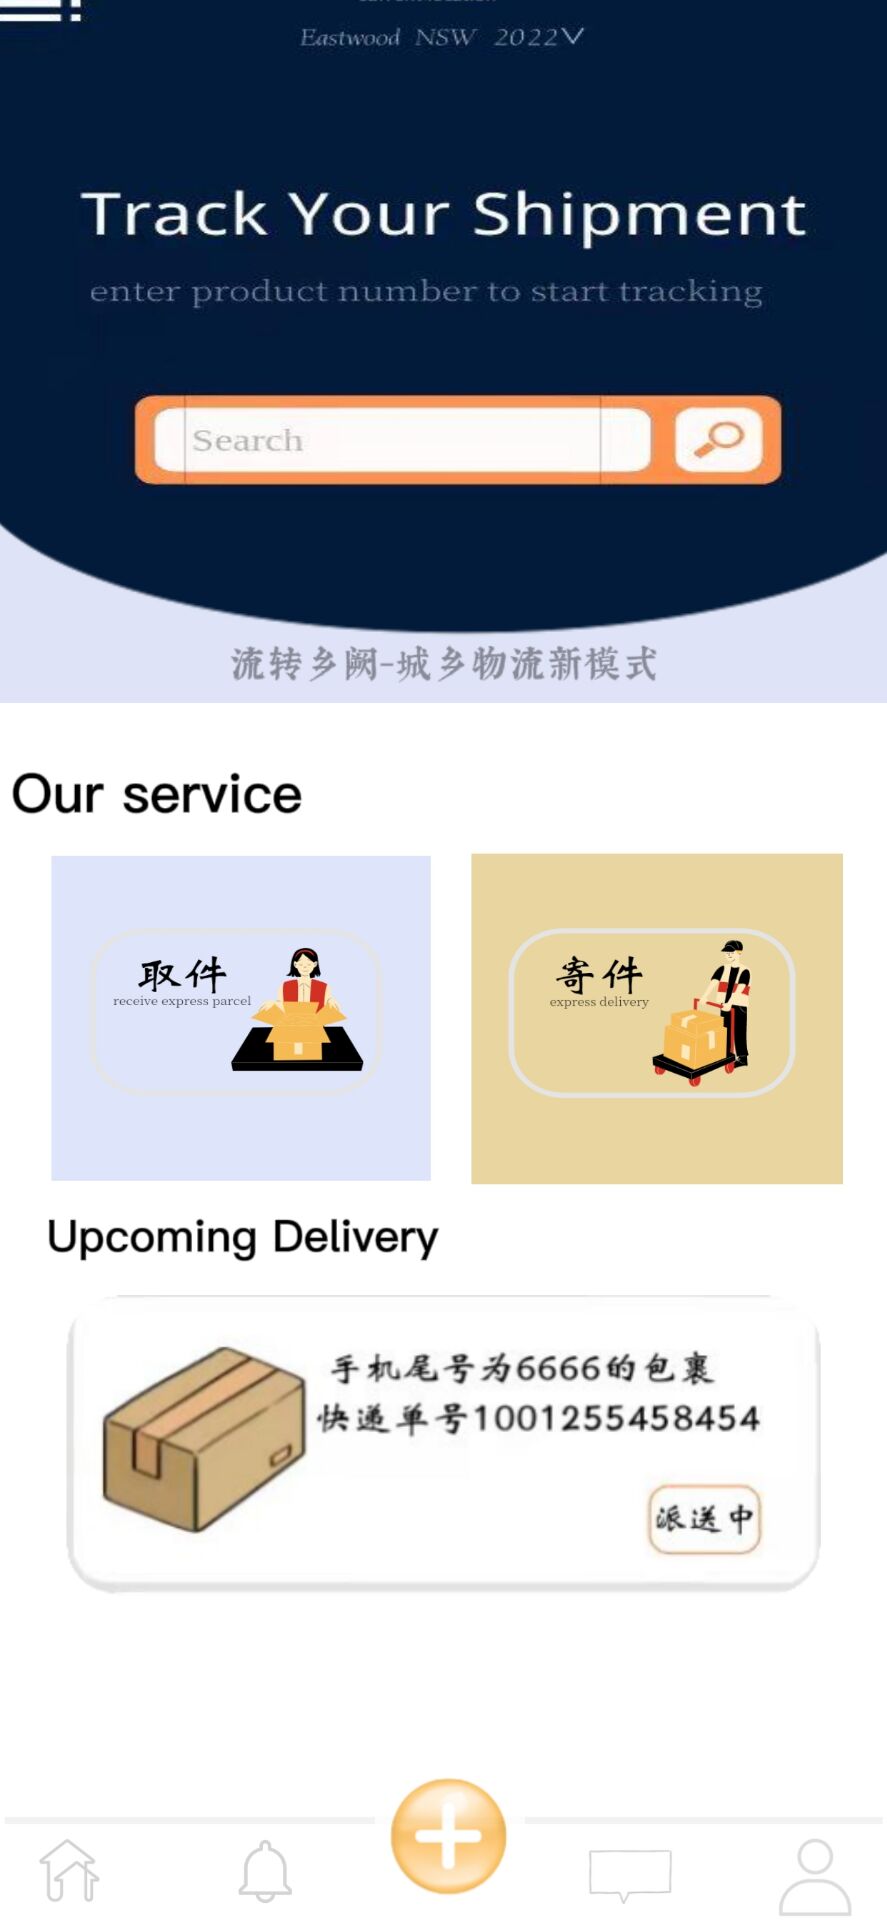 Eastwood NSW 2022
Track Your Shipment
enter product number to start tracking
Search
流转乡阙-城乡物流新模式
Our service
取件
receive express parcel
寄件
express delivery
Upcoming Delivery
手机尾号为6666的包裹
快递单号1001255458454
派送中